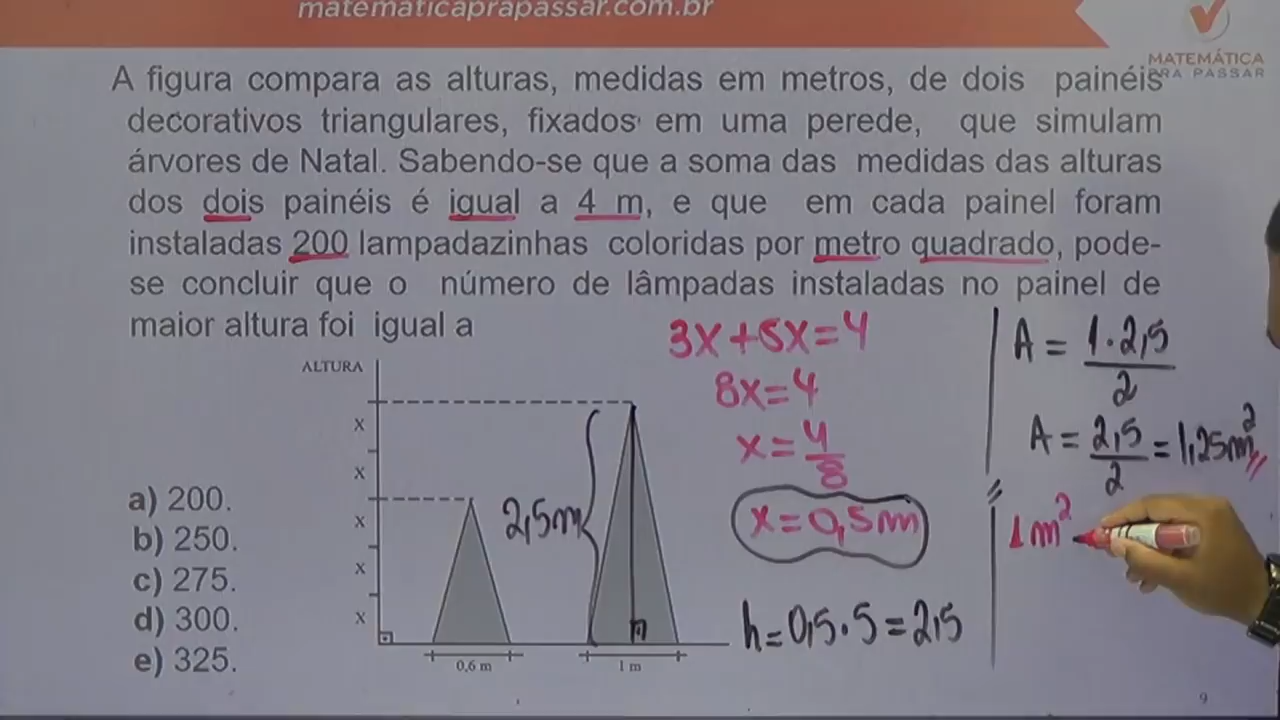 matematicaprapassar.com.br
MATEMÁTICA
PRA PASSAR
A figura compara as alturas, medidas em metros, de dois painéis
decorativos triangulares, fixados em uma perede, que simulam
árvores de Natal. Sabendo-se que a soma das medidas das alturas
dos dois painéis é igual a 4 m, e que em cada painel foram
instaladas 200 lampadazinhas coloridas por metro quadrado, pode-
se concluir que o número de lâmpadas instaladas no painel de
maior altura foi igual a
3x+5x=4
8x=4
x=4/8
x=0,5m
h=0,5·5=2,5
A=1·2,5/2
A=2,5/2=1,25m²
1m²
ALTURA
x
x
x
x
x
2,5m
0,6 m
1 m
a) 200.
b) 250.
c) 275.
d) 300.
e) 325.
9